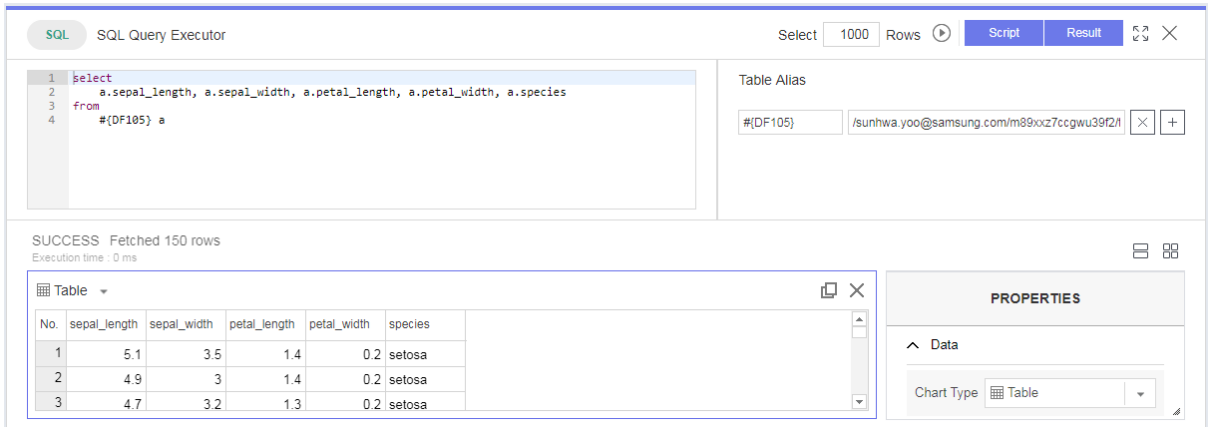 SQL SQL Query Executor Select 1000 Rows Script Result
1 select
2 a.sepal_length, a.sepal_width, a.petal_length, a.petal_width, a.species
3 from
4 #{DF105} a
Table Alias
#{DF105} /sunhwa.yoo@samsung.com/m89xxz7ccgwu39f2/
SUCCESS Fetched 150 rows
Execution time : 0 ms
Table
No. sepal_length sepal_width petal_length petal_width species
1 5.1 3.5 1.4 0.2 setosa
2 4.9 3 1.4 0.2 setosa
3 4.7 3.2 1.3 0.2 setosa
PROPERTIES
Data
Chart Type Table